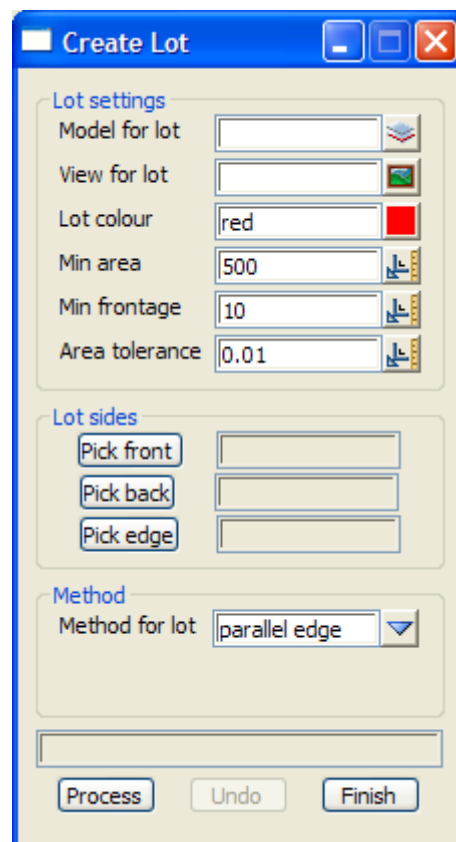 Create Lot
Lot settings
Model for lot
View for lot
Lot colour red
Min area 500
Min frontage 10
Area tolerance 0.01
Lot sides
Pick front
Pick back
Pick edge
Method
Method for lot parallel edge
Process Undo Finish